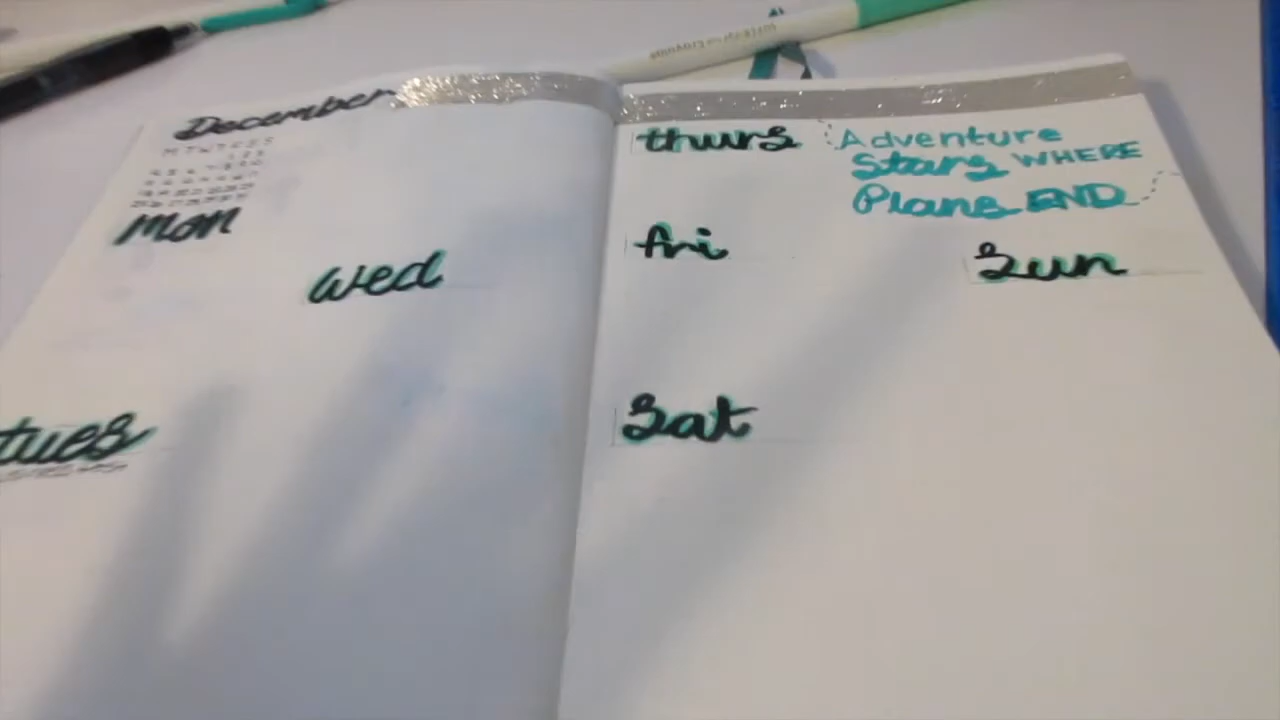 December
M T W T F S S
mon
wed
tues
thurs
Adventure
Stars WHERE
Plans END
fri
Sun
Sat